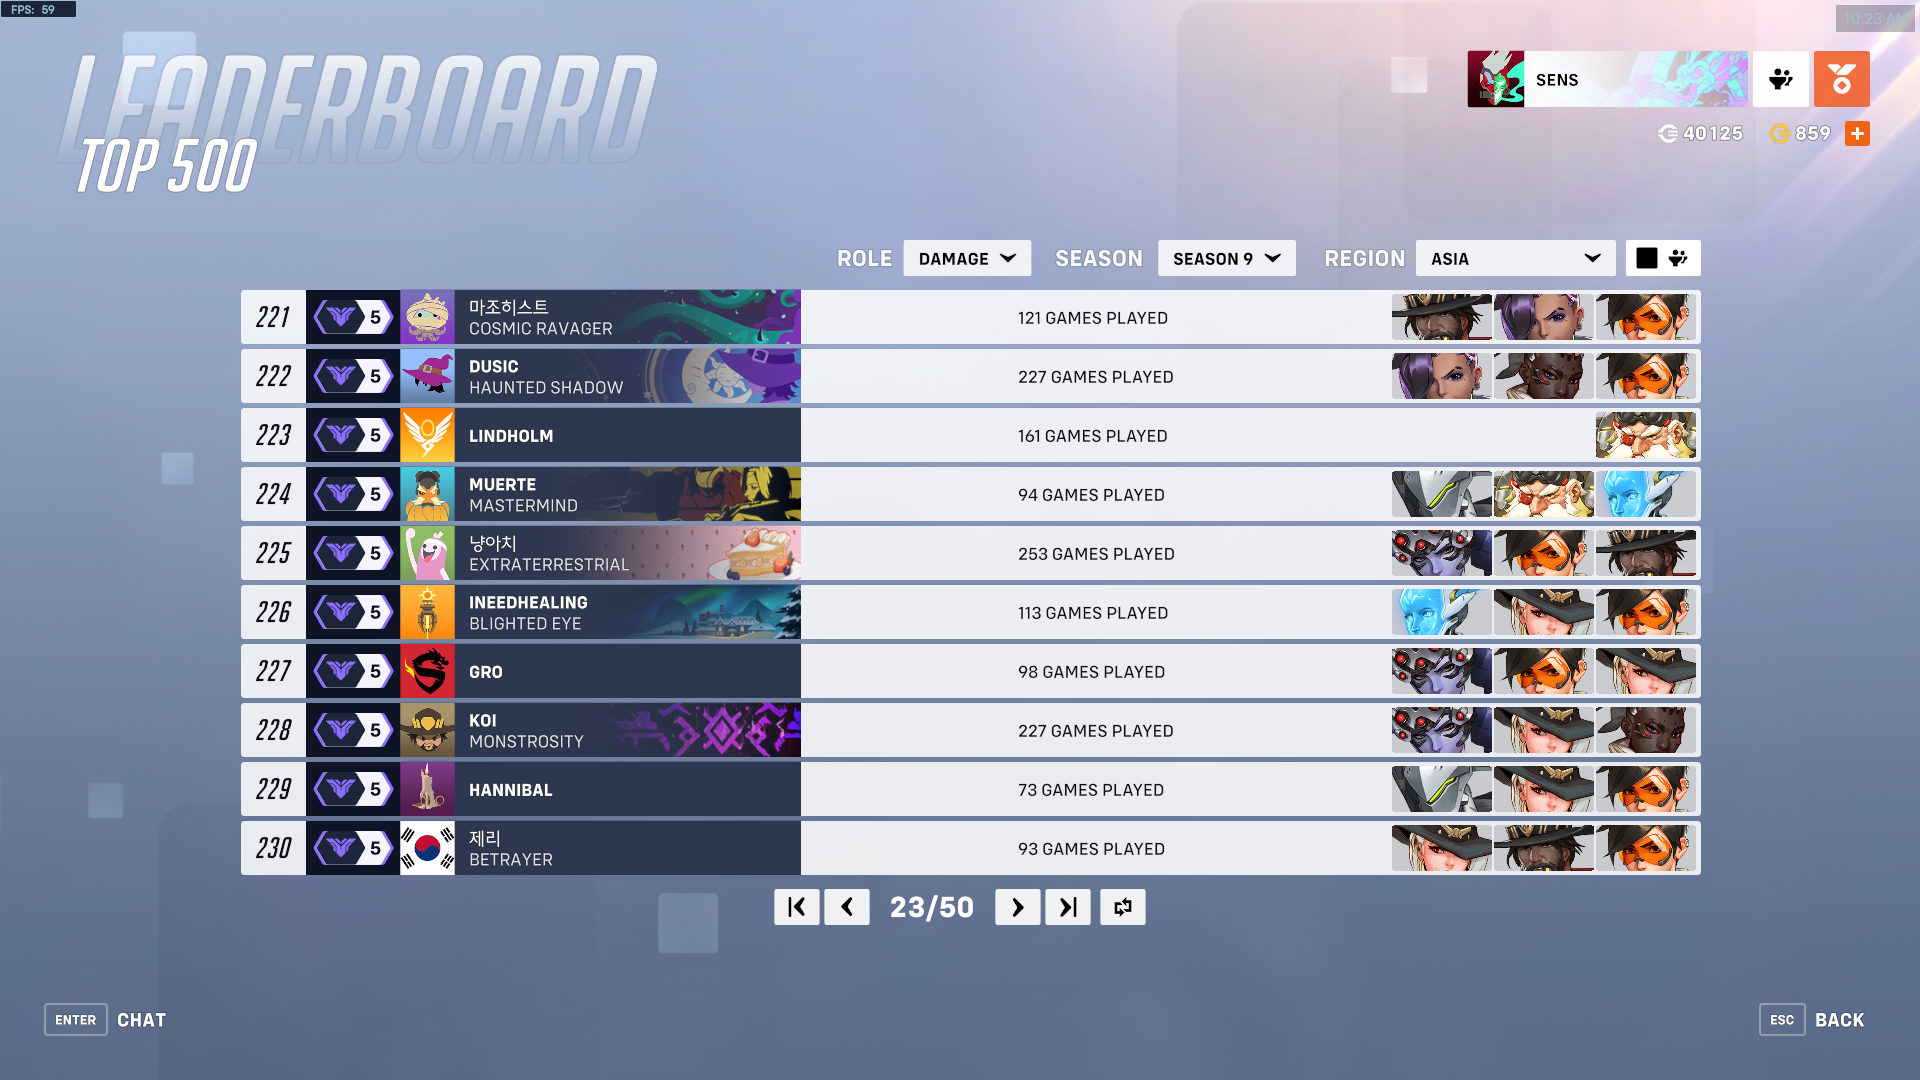 FPS: 59
10:23 AM
LEADERBOARD
TOP 500
SENS
40125 859
ROLE DAMAGE SEASON SEASON 9 REGION ASIA
221 5 마조히스트 COSMIC RAVAGER 121 GAMES PLAYED
222 5 DUSIC HAUNTED SHADOW 227 GAMES PLAYED
223 5 LINDHOLM 161 GAMES PLAYED
224 5 MUERTE MASTERMIND 94 GAMES PLAYED
225 5 냥아치 EXTRATERRESTRIAL 253 GAMES PLAYED
226 5 INEEDHEALING BLIGHTED EYE 113 GAMES PLAYED
227 5 GRO 98 GAMES PLAYED
228 5 KOI MONSTROSITY 227 GAMES PLAYED
229 5 HANNIBAL 73 GAMES PLAYED
230 5 제리 BETRAYER 93 GAMES PLAYED
23/50
ENTER CHAT
ESC BACK